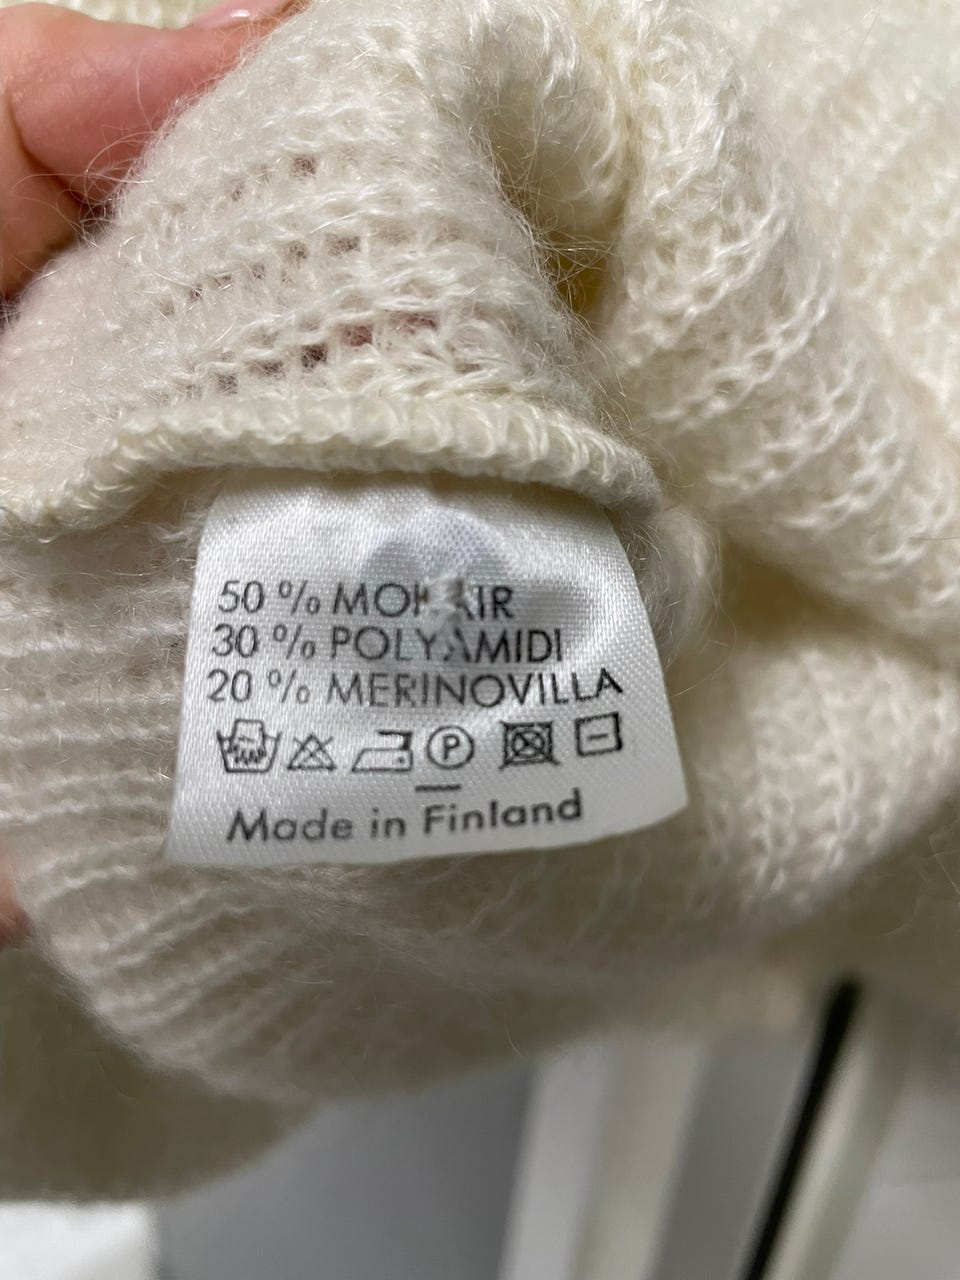 50 % MOHAIR
30 % POLYAMIDI
20 % MERINOVILLA
P
Made in Finland